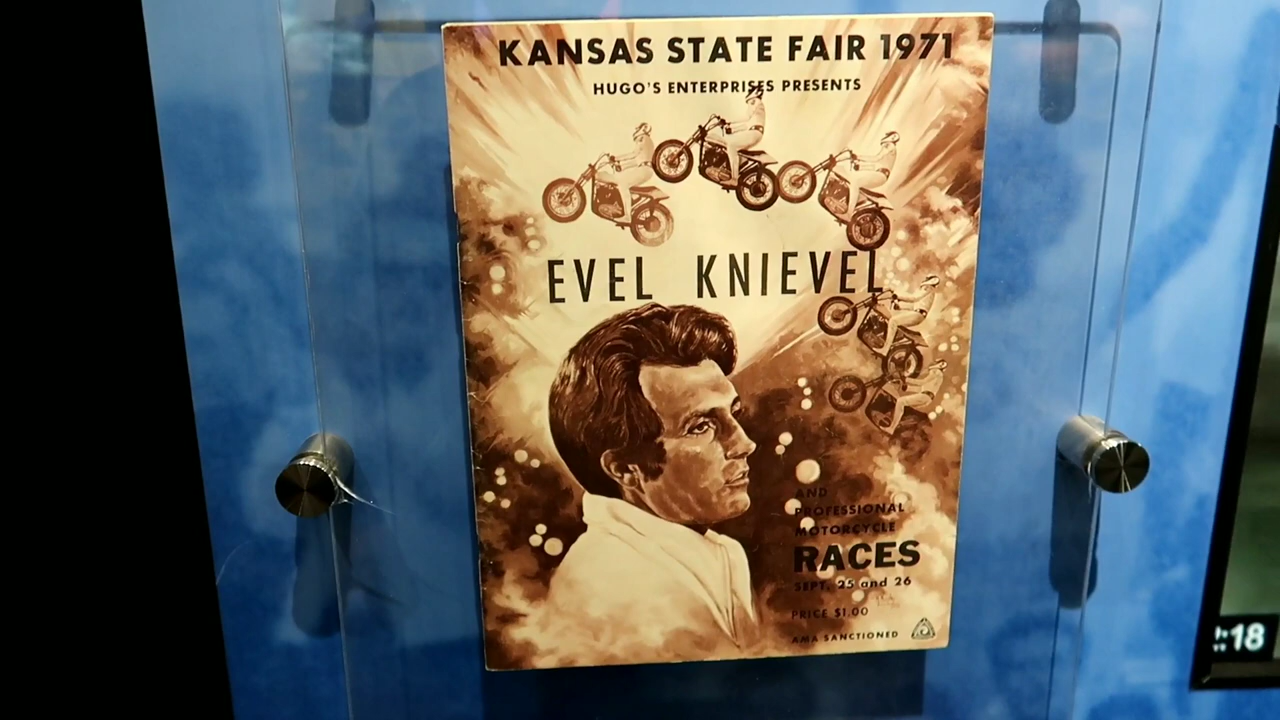 KANSAS STATE FAIR 1971
HUGO'S ENTERPRISES PRESENTS
EVEL KNIEVEL
AND
PROFESSIONAL
MOTORCYCLE
RACES
SEPT. 25 and 26
PRICE $1.00
AMA SANCTIONED
:18